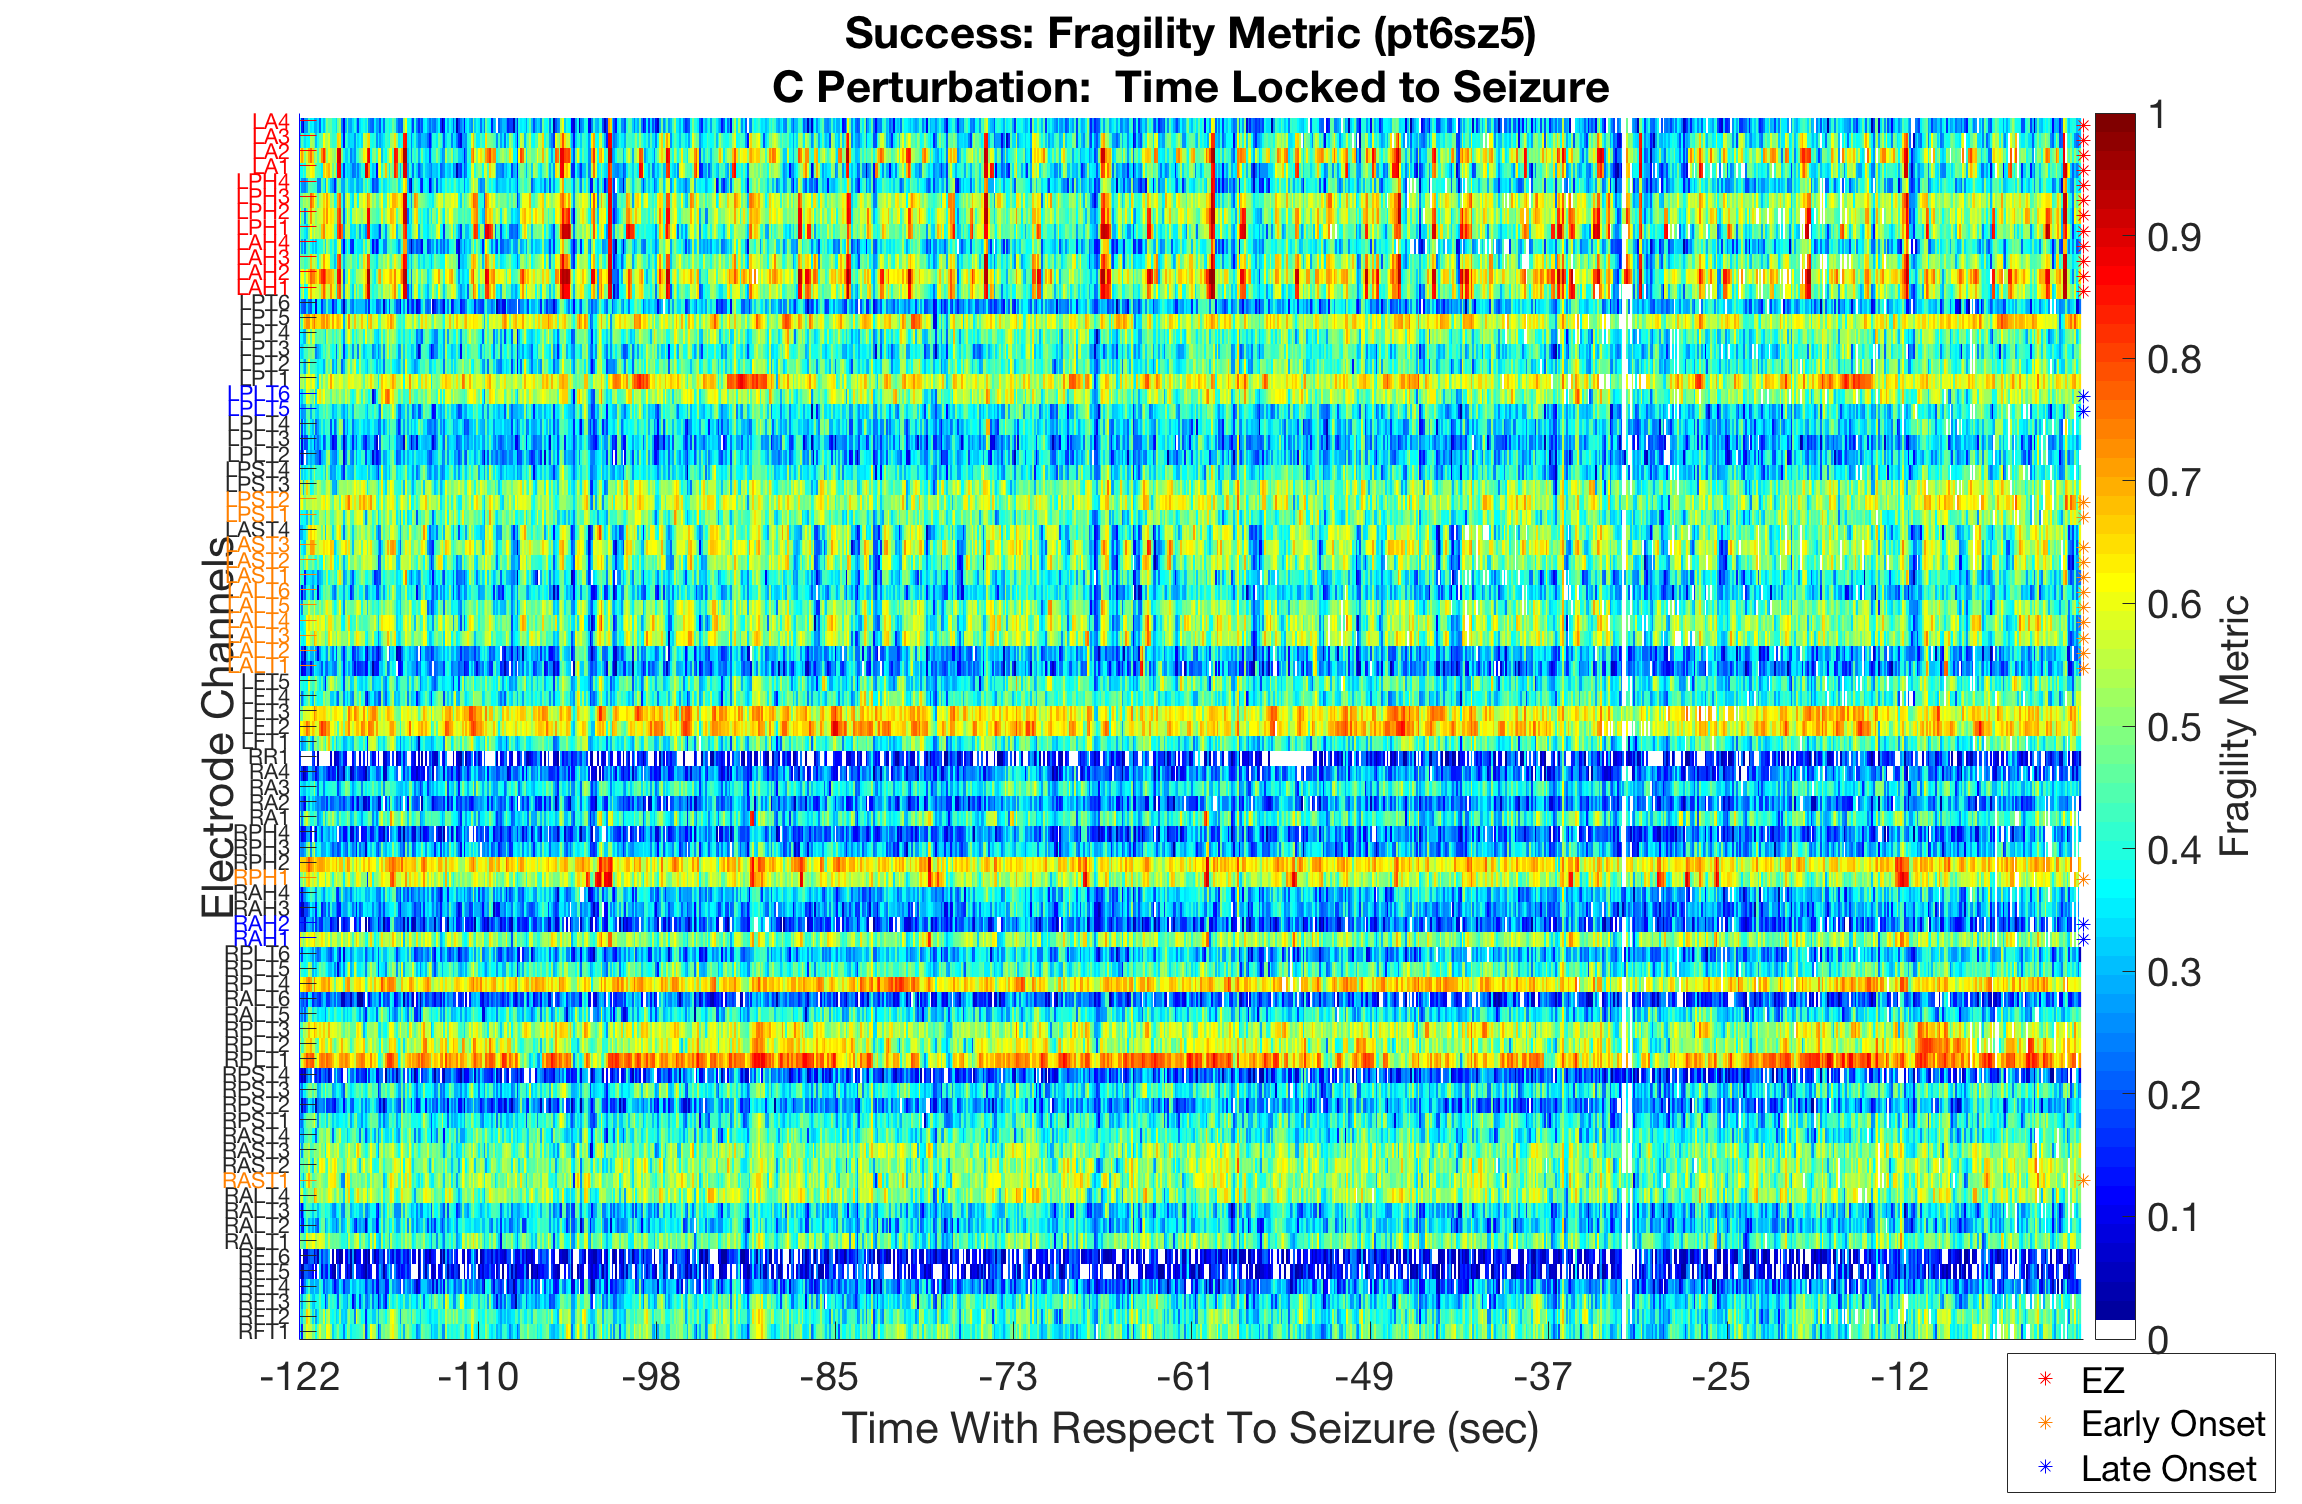 Success: Fragility Metric (pt6sz5)
C Perturbation: Time Locked to Seizure
Electrode Channels
LA4
LA3
LA2
LA1
LPH4
LPH3
LPH2
LPH1
LAH4
LAH3
LAH2
LAH1
LPT6
LPT5
LPT4
LPT3
LPT2
LPT1
LPLT6
LPLT5
LPLT4
LPLT3
LPLT2
LPST4
LPST3
LPST2
LPST1
LAST4
LAST3
LAST2
LAST1
LALT6
LALT5
LALT4
LALT3
LALT2
LALT1
LFT5
LFT4
LFT3
LFT2
LFT1
RR1
RA4
RA3
RA2
RA1
RPH4
RPH3
RPH2
RPH1
RAH4
RAH3
RAH2
RAH1
RPLT6
RPLT5
RPLT4
RALT6
RALT5
RPLT3
RPLT2
RPLT1
RPST4
RPST3
RPST2
RPST1
RAST4
RAST3
RAST2
RAST1
RALT4
RALT3
RALT2
RALT1
RFT6
RFT5
RFT4
RFT3
RFT2
RFT1
-122 -110 -98 -85 -73 -61 -49 -37 -25 -12
Time With Respect To Seizure (sec)
1
0.9
0.8
0.7
0.6
0.5
0.4
0.3
0.2
0.1
0
Fragility Metric
EZ
Early Onset
Late Onset